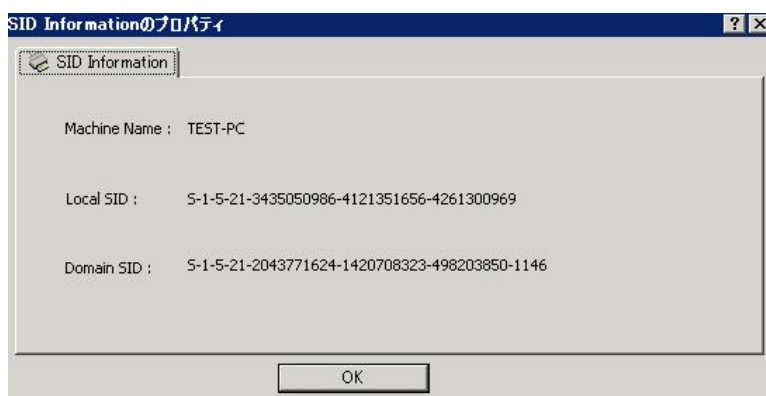 SID Informationのプロパティ
SID Information
Machine Name : TEST-PC
Local SID : S-1-5-21-3435050986-4121351656-4261300969
Domain SID : S-1-5-21-2043771624-1420708323-498203850-1146
OK